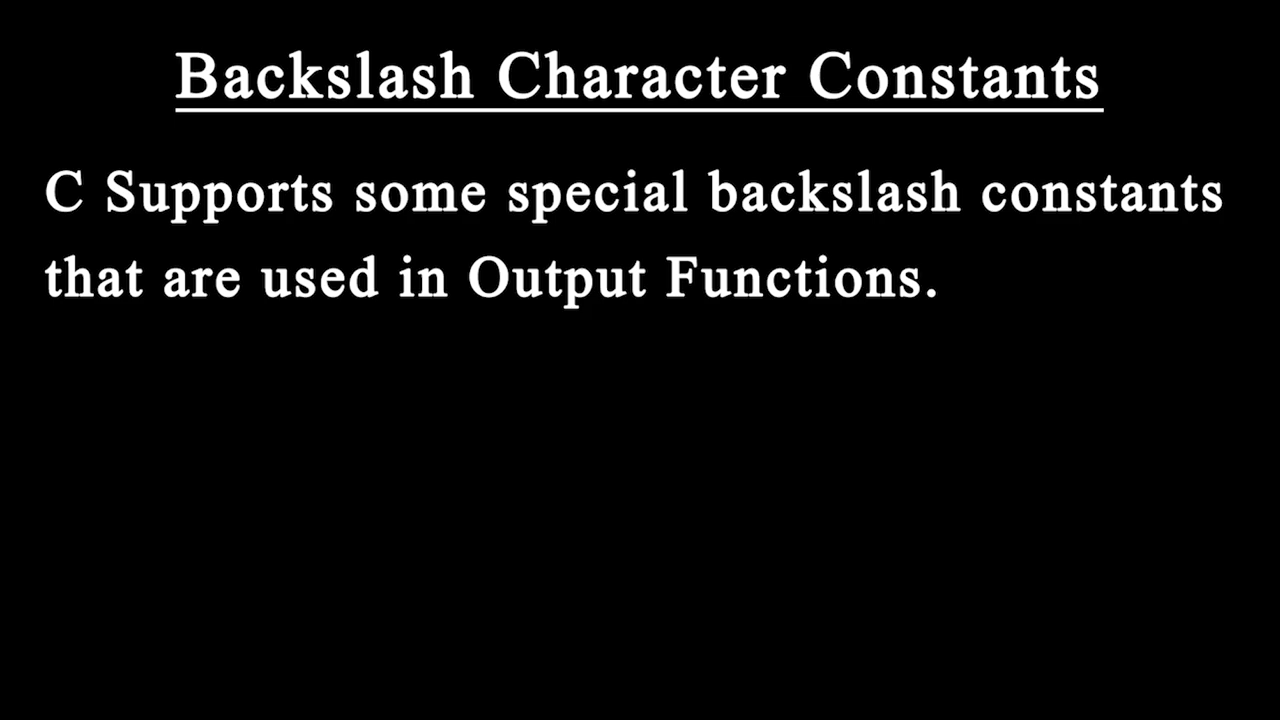 Backslash Character Constants
C Supports some special backslash constants
that are used in Output Functions.